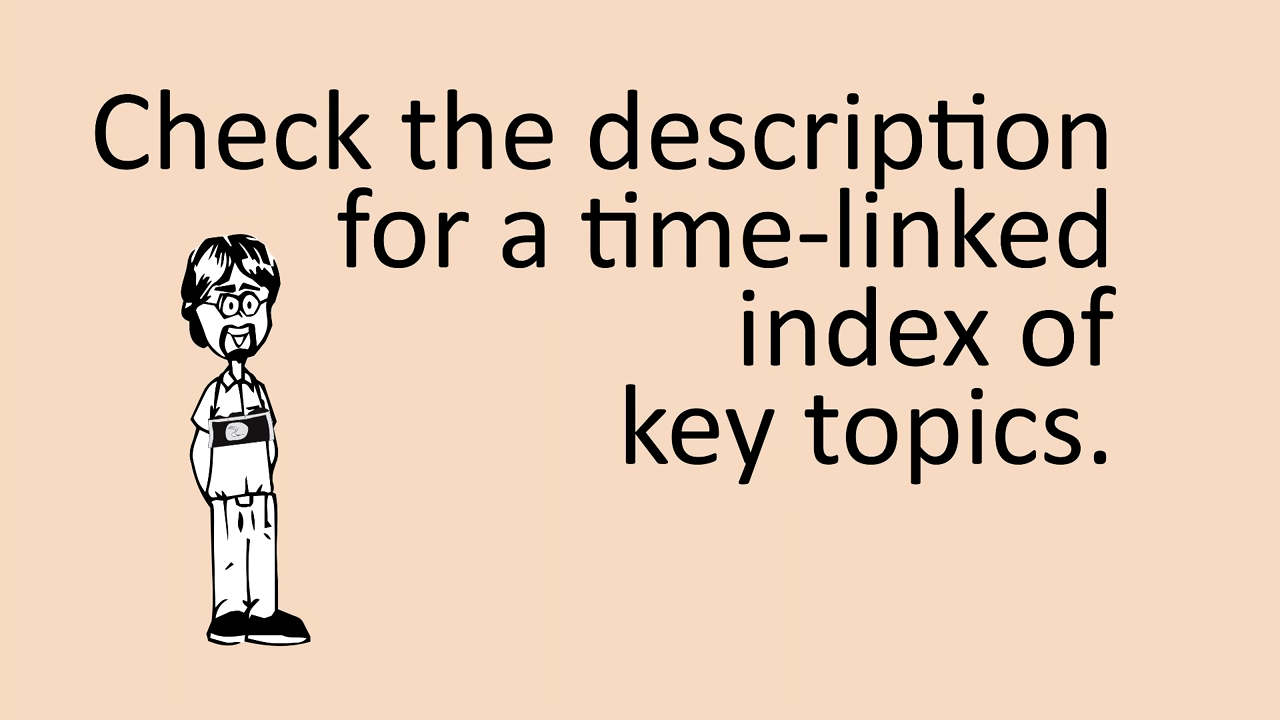 Check the description
for a time-linked
index of
key topics.